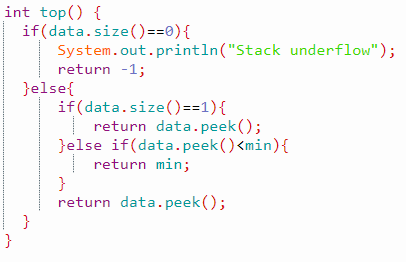 int top() {
if(data.size()==0){
System.out.println("Stack underflow");
return -1;
}else{
if(data.size()==1){
return data.peek();
}else if(data.peek()<min){
return min;
}
return data.peek();
}
}